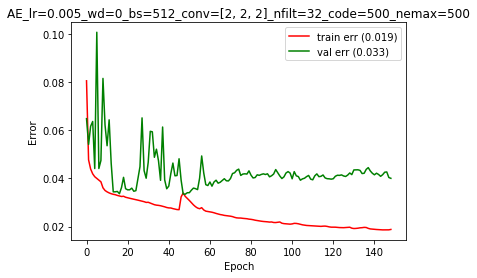 AE_lr=0.005_wd=0_bs=512_conv=[2, 2, 2]_nfilt=32_code=500_nemax=500
train err (0.019)
val err (0.033)
0.10
0.08
0.06
0.04
0.02
Error
0 20 40 60 80 100 120 140
Epoch